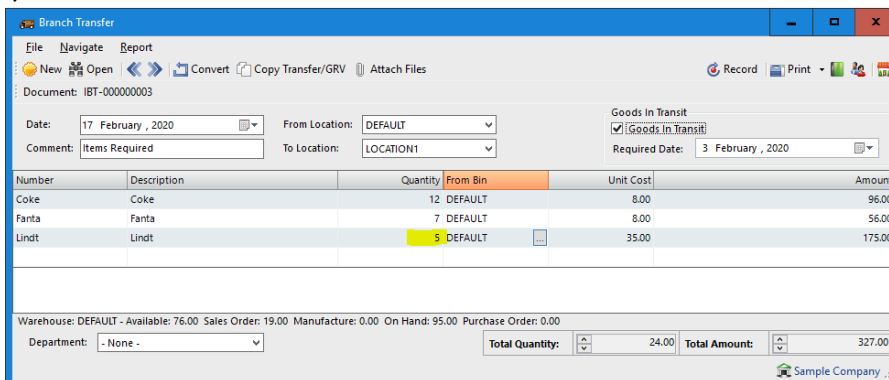 Branch Transfer
File Navigate Report
New Open Convert Copy Transfer/GRV Attach Files Record Print
Document: IBT-000000003
Goods In Transit
Date: 17 February , 2020 From Location: DEFAULT Goods In Transit
Comment: Items Required To Location: LOCATION1 Required Date: 3 February , 2020
Number Description Quantity From Bin Unit Cost Amount
Coke Coke 12 DEFAULT 8.00 96.00
Fanta Fanta 7 DEFAULT 8.00 56.00
Lindt Lindt 5 DEFAULT ... 35.00 175.00
Warehouse: DEFAULT - Available: 76.00 Sales Order: 19.00 Manufacture: 0.00 On Hand: 95.00 Purchase Order: 0.00
Department: - None - Total Quantity: 24.00 Total Amount: 327.00
Sample Company